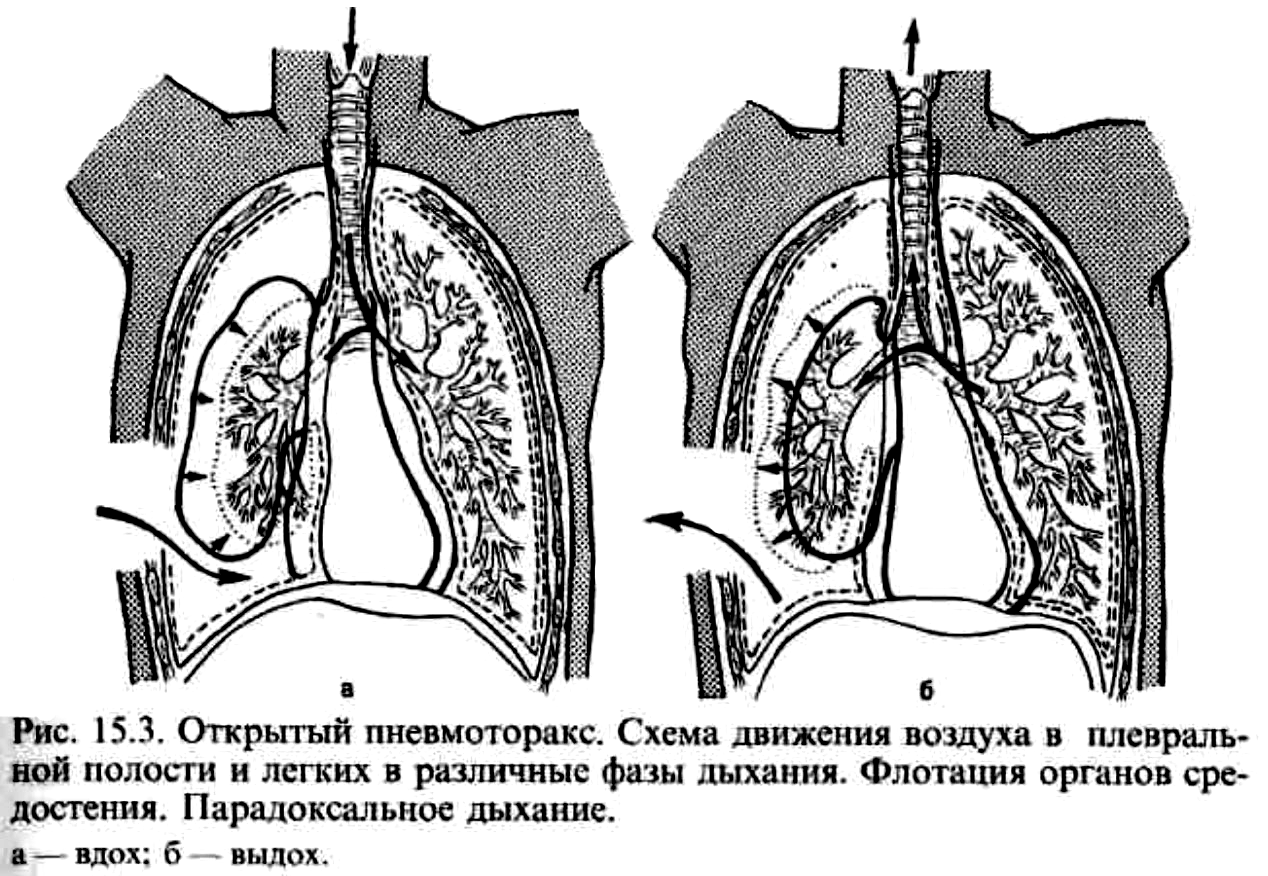 а
б
Рис. 15.3. Открытый пневмоторакс. Схема движения воздуха в плевраль-
ной полости и легких в различные фазы дыхания. Флотация органов сре-
достения. Парадоксальное дыхание.
а — вдох; б — выдох.